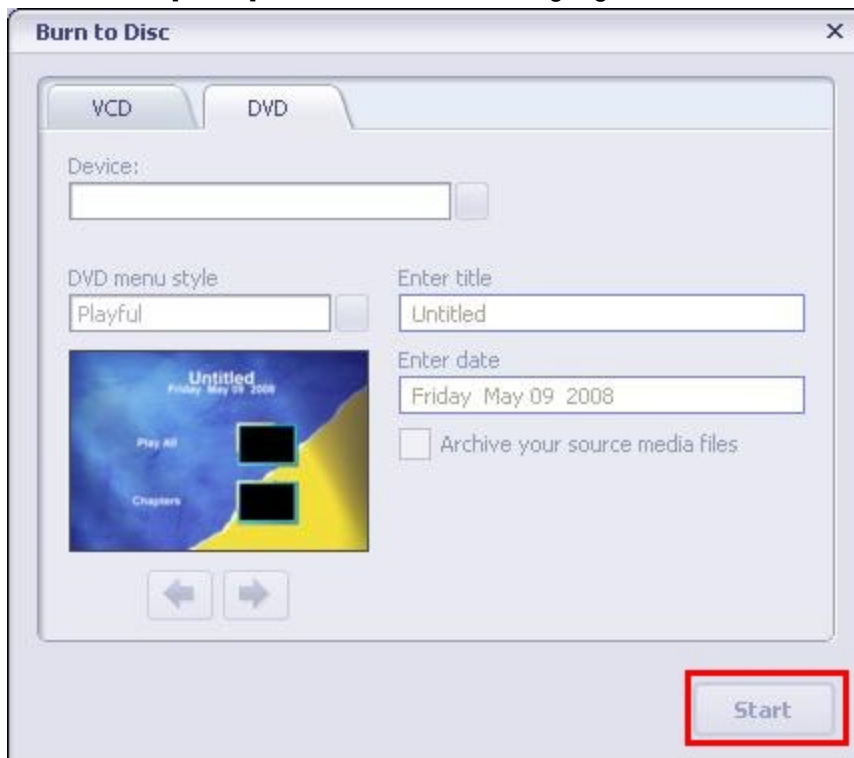 Burn to Disc
VCD
DVD
Device:
DVD menu style
Playful
Enter title
Untitled
Enter date
Friday May 09 2008
Archive your source media files
Untitled
Friday May 09 2008
Play All
Chapters
Start